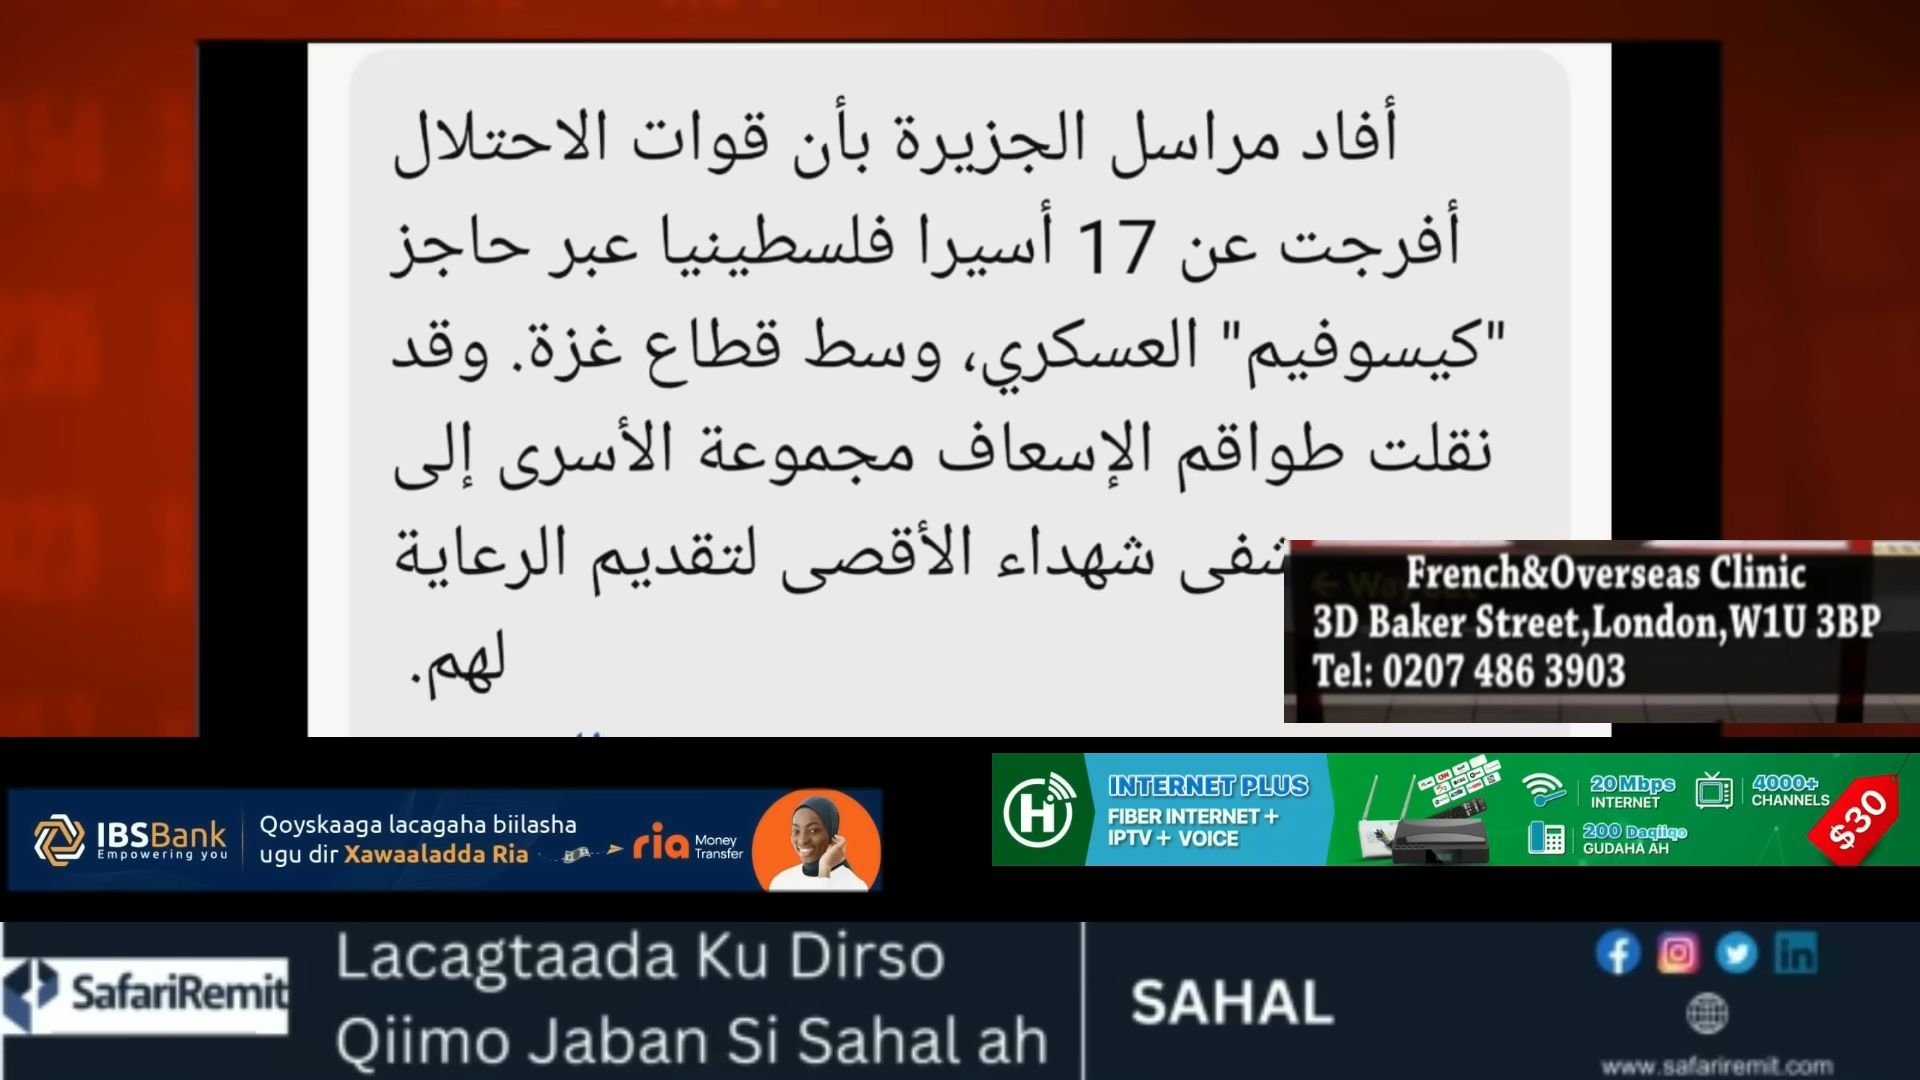 أفاد مراسل الجزيرة بأن قوات الاحتلال
أفرجت عن 17 أسيرا فلسطينيا عبر حاجز
"كيسوفيم" العسكري، وسط قطاع غزة. وقد
نقلت طواقم الإسعاف مجموعة الأسرى إلى
شهداء الأقصى لتقديم الرعاية
لهم.
French&Overseas Clinic
3D Baker Street,London,W1U 3BP
Tel: 0207 486 3903
IBSBank
Empowering you
Qoyskaaga lacagaha biilasha
ugu dir Xawaaladda Ria
ria Money
Transfer
Hi
INTERNET PLUS
FIBER INTERNET +
IPTV + VOICE
20 Mbps
INTERNET
4000+
CHANNELS
200 Daqiiqo
GUDAHA AH
$30
SafariRemit
Lacagtaada Ku Dirso
Qiimo Jaban Si Sahal ah
SAHAL
www.safariremit.com